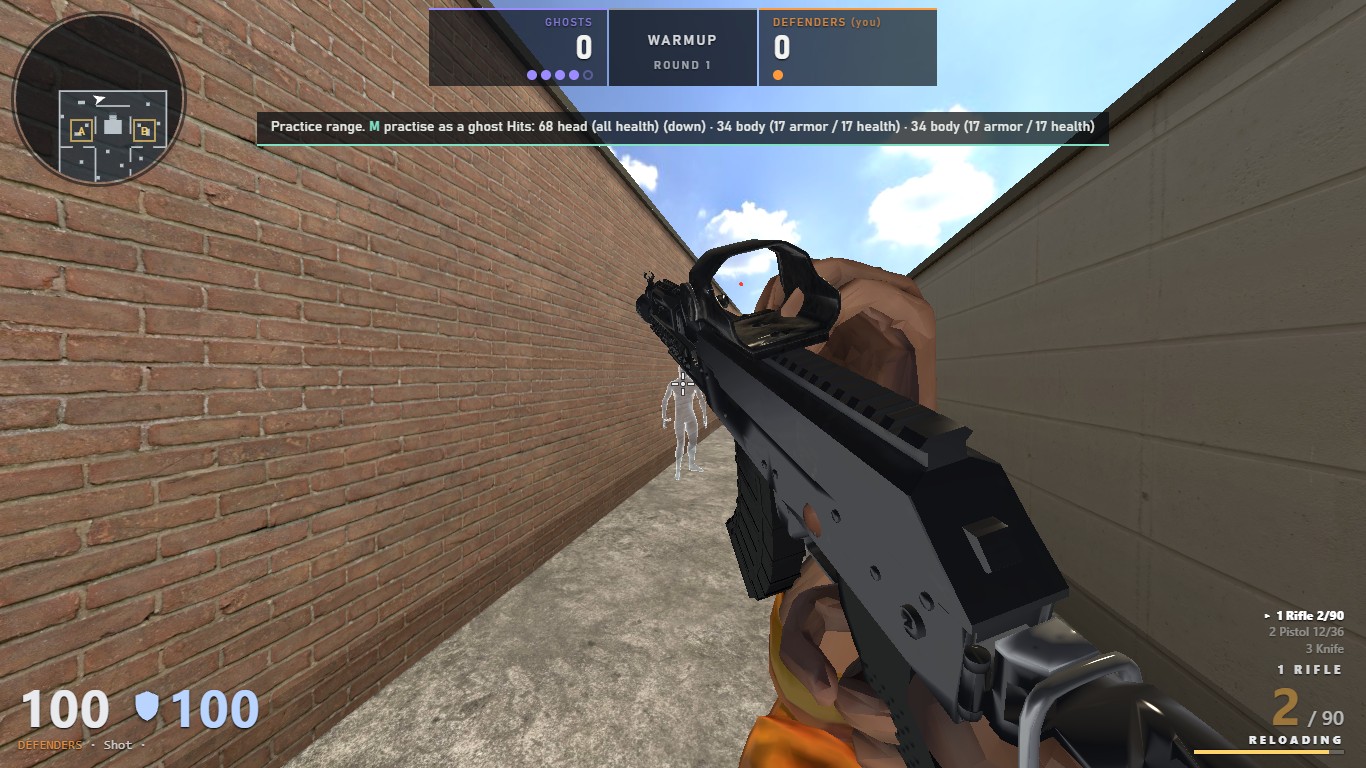 GHOSTS
0
WARMUP
ROUND 1
DEFENDERS (you)
0
A
B
Practice range. M practise as a ghost Hits: 68 head (all health) (down) · 34 body (17 armor / 17 health) · 34 body (17 armor / 17 health)
▸ 1 Rifle 2/90
2 Pistol 12/36
3 Knife
1 RIFLE
2 / 90
RELOADING
100 100
DEFENDERS · Shot ·